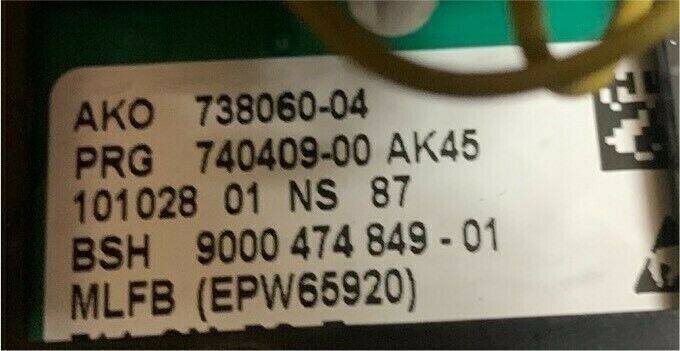 AKO 738060-04
PRG 740409-00 AK45
101028 01 NS 87
BSH 9000 474 849 - 01
MLFB (EPW65920)